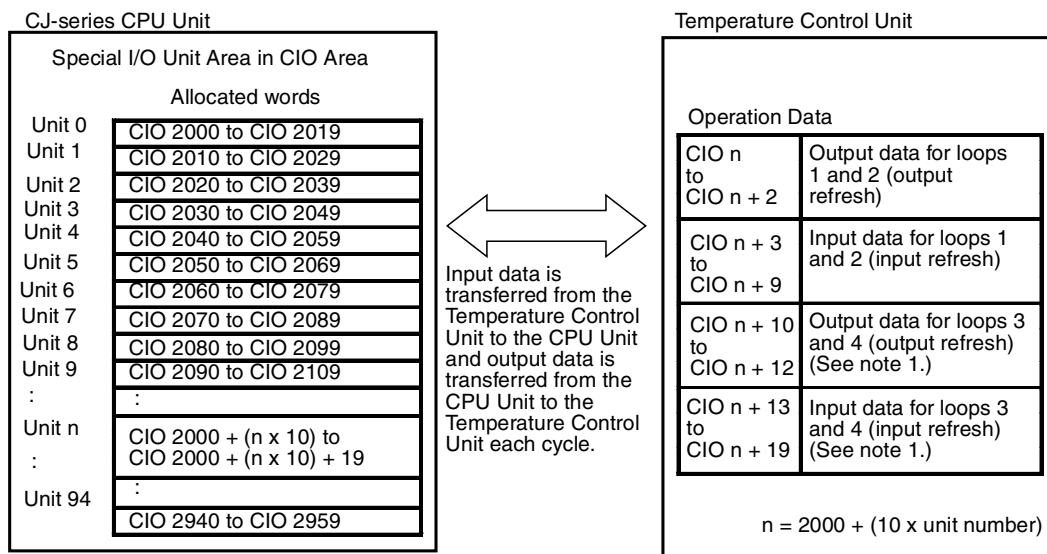 CJ-series CPU Unit
Special I/O Unit Area in CIO Area
Allocated words
Unit 0
CIO 2000 to CIO 2019
Unit 1
CIO 2010 to CIO 2029
Unit 2
CIO 2020 to CIO 2039
Unit 3
CIO 2030 to CIO 2049
Unit 4
CIO 2040 to CIO 2059
Unit 5
CIO 2050 to CIO 2069
Unit 6
CIO 2060 to CIO 2079
Unit 7
CIO 2070 to CIO 2089
Unit 8
CIO 2080 to CIO 2099
Unit 9
CIO 2090 to CIO 2109
:
:
Unit n
CIO 2000 + (n x 10) to
CIO 2000 + (n x 10) + 19
:
:
Unit 94
CIO 2940 to CIO 2959
Input data is
transferred from the
Temperature Control
Unit to the CPU Unit
and output data is
transferred from the
CPU Unit to the
Temperature Control
Unit each cycle.
Temperature Control Unit
Operation Data
CIO n
to
CIO n + 2
Output data for loops
1 and 2 (output
refresh)
CIO n + 3
to
CIO n + 9
Input data for loops 1
and 2 (input refresh)
CIO n + 10
to
CIO n + 12
Output data for loops 3
and 4 (output refresh)
(See note 1.)
CIO n + 13
to
CIO n + 19
Input data for loops 3
and 4 (input refresh)
(See note 1.)
n = 2000 + (10 x unit number)